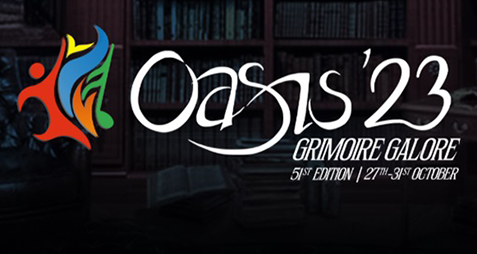 Oasis '23
GRIMOIRE GALORE
51ST EDITION | 27TH-31ST OCTOBER